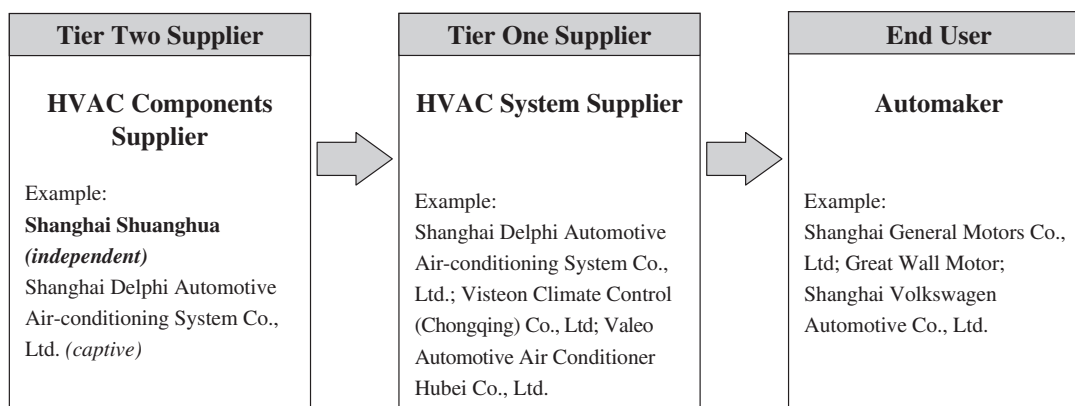 Tier Two Supplier
HVAC Components
Supplier
Example:
Shanghai Shuanghua
(independent)
Shanghai Delphi Automotive
Air-conditioning System Co.,
Ltd. (captive)
Tier One Supplier
HVAC System Supplier
Example:
Shanghai Delphi Automotive
Air-conditioning System Co.,
Ltd.; Visteon Climate Control
(Chongqing) Co., Ltd; Valeo
Automotive Air Conditioner
Hubei Co., Ltd.
End User
Automaker
Example:
Shanghai General Motors Co.,
Ltd; Great Wall Motor;
Shanghai Volkswagen
Automotive Co., Ltd.